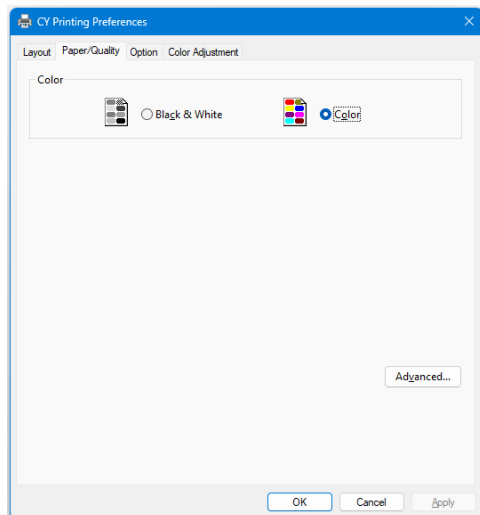 CY Printing Preferences
Layout Paper/Quality Option Color Adjustment
Color
Black & White Color
Advanced...
OK Cancel Apply